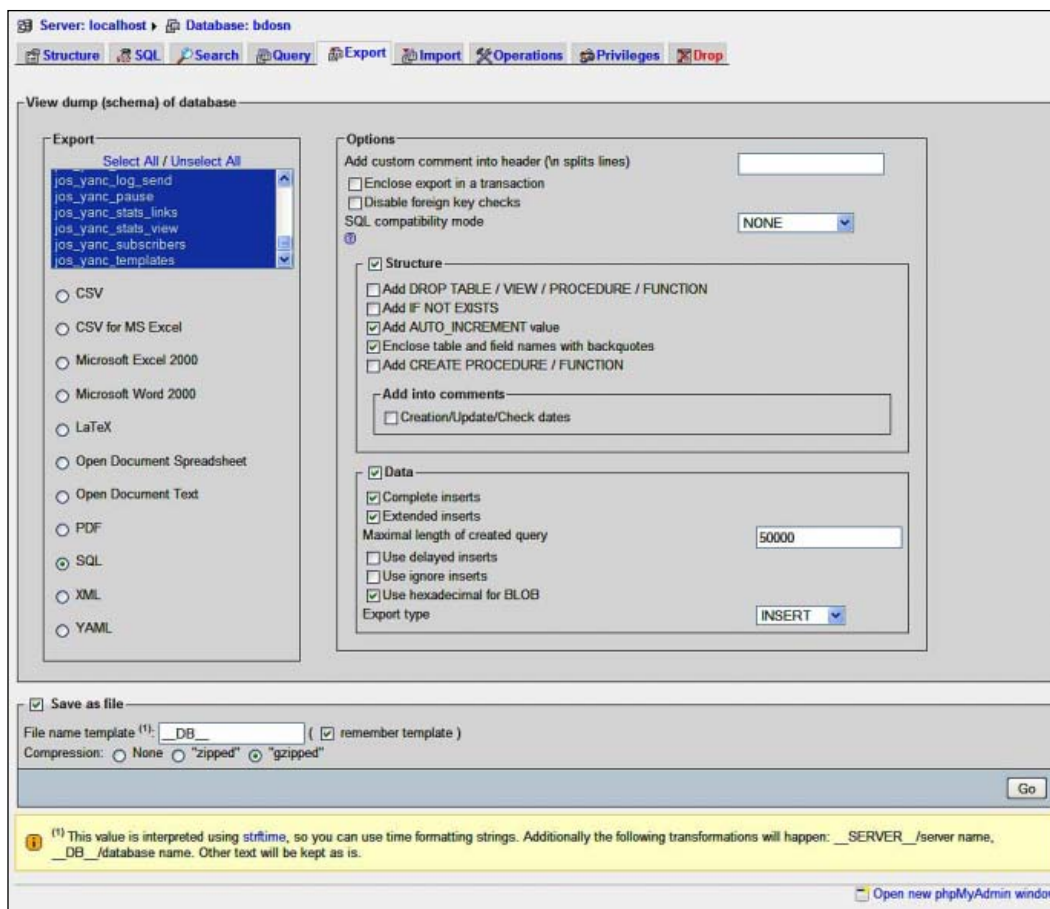 Server: localhost Database: bdosn
Structure SQL Search Query Export Import Operations Privileges Drop
View dump (schema) of database
Export
Select All / Unselect All
jos_yanc_log_send
jos_yanc_pause
jos_yanc_stats_links
jos_yanc_stats_view
jos_yanc_subscribers
jos_yanc_templates
CSV
CSV for MS Excel
Microsoft Excel 2000
Microsoft Word 2000
LaTeX
Open Document Spreadsheet
Open Document Text
PDF
SQL
XML
YAML
Options
Add custom comment into header (\n splits lines)
Enclose export in a transaction
Disable foreign key checks
SQL compatibility mode NONE
Structure
Add DROP TABLE / VIEW / PROCEDURE / FUNCTION
Add IF NOT EXISTS
Add AUTO_INCREMENT value
Enclose table and field names with backquotes
Add CREATE PROCEDURE / FUNCTION
Add into comments
Creation/Update/Check dates
Data
Complete inserts
Extended inserts
Maximal length of created query 50000
Use delayed inserts
Use ignore inserts
Use hexadecimal for BLOB
Export type INSERT
Save as file
File name template (1): __DB__ ( remember template )
Compression: None "zipped" "gzipped"
Go
(1) This value is interpreted using strftime, so you can use time formatting strings. Additionally the following transformations will happen: __SERVER__/server name,
__DB__/database name. Other text will be kept as is.
Open new phpMyAdmin window